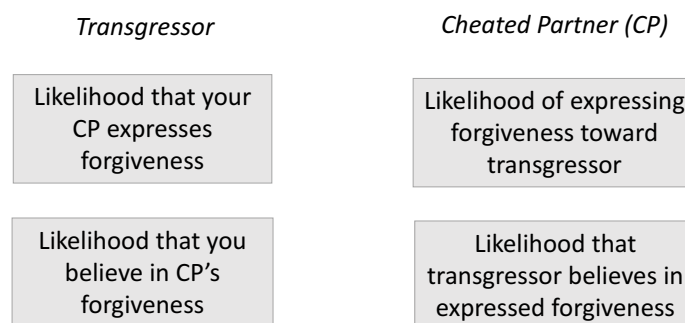 Transgressor
Cheated Partner (CP)
Likelihood that your
CP expresses
forgiveness
Likelihood of expressing
forgiveness toward
transgressor
Likelihood that you
believe in CP's
forgiveness
Likelihood that
transgressor believes in
expressed forgiveness